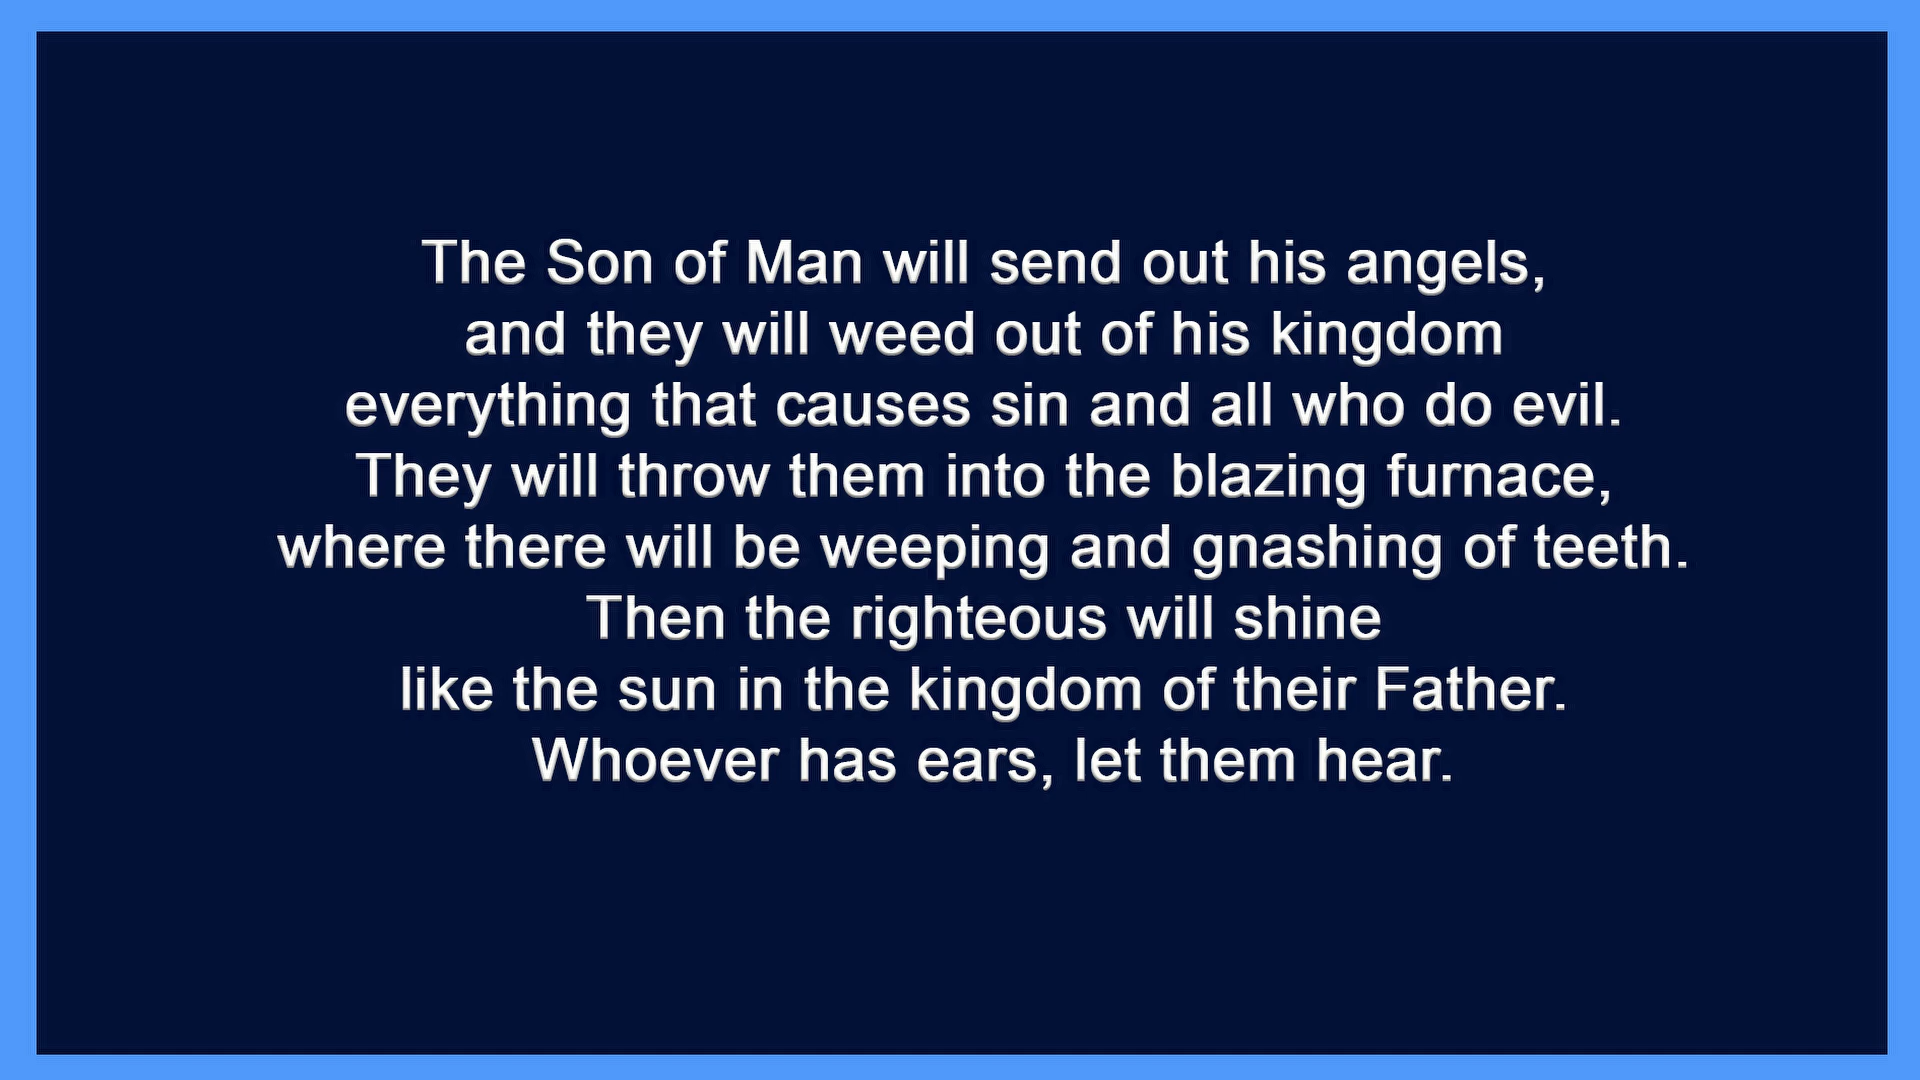 The Son of Man will send out his angels,
and they will weed out of his kingdom
everything that causes sin and all who do evil.
They will throw them into the blazing furnace,
where there will be weeping and gnashing of teeth.
Then the righteous will shine
like the sun in the kingdom of their Father.
Whoever has ears, let them hear.